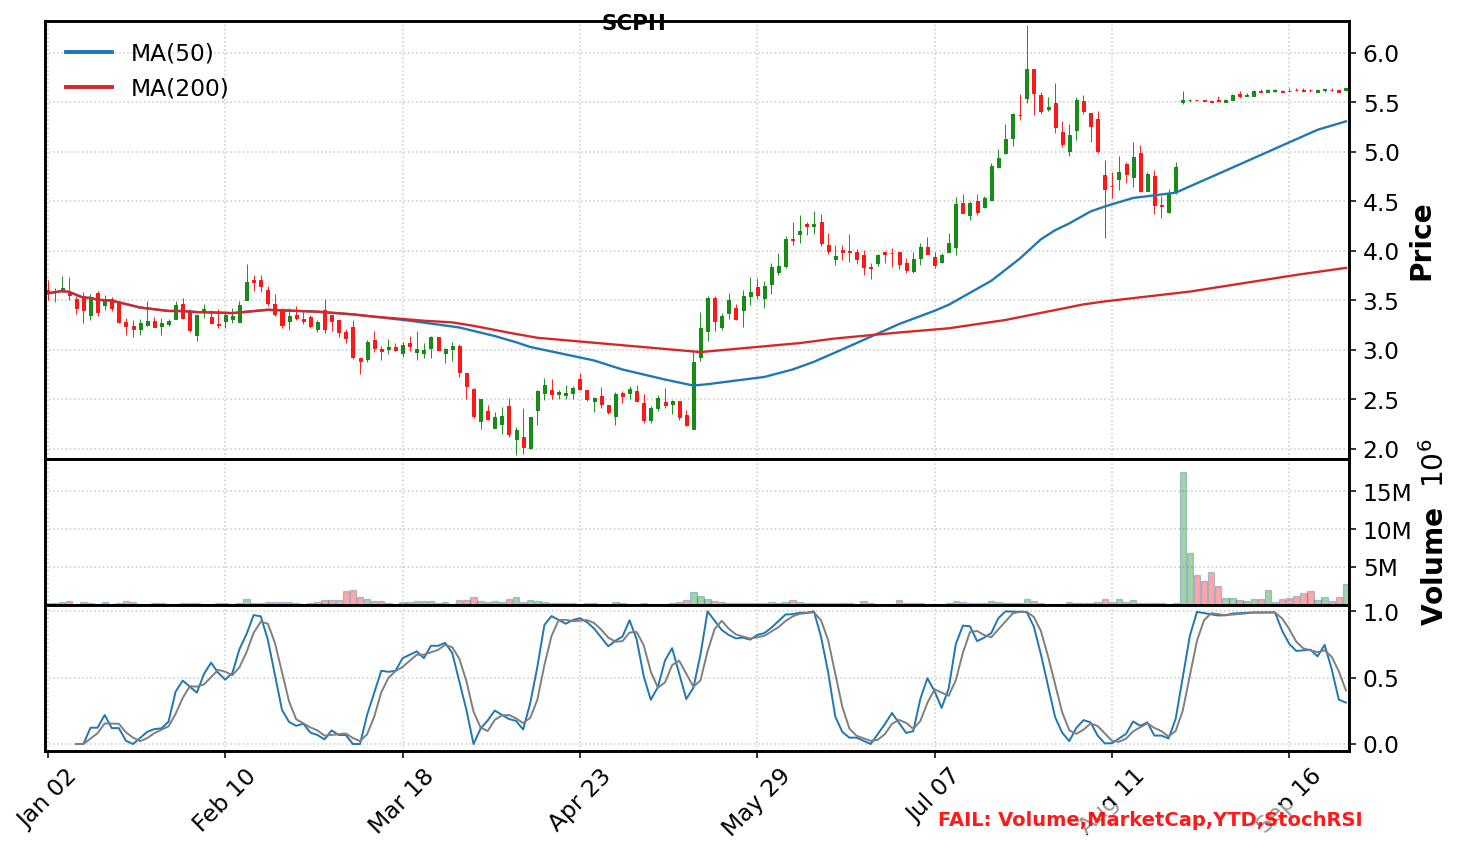 SCPH
MA(50)
MA(200)
6.0
5.5
5.0
4.5
4.0
3.5
3.0
2.5
2.0
Price
15M
10M
5M
Volume 10^6
1.0
0.5
0.0
Jan 02
Feb 10
Mar 18
Apr 23
May 29
Jul 07
Aug 11
Sep 16
FAIL: Volume,MarketCap,YTD,StochRSI